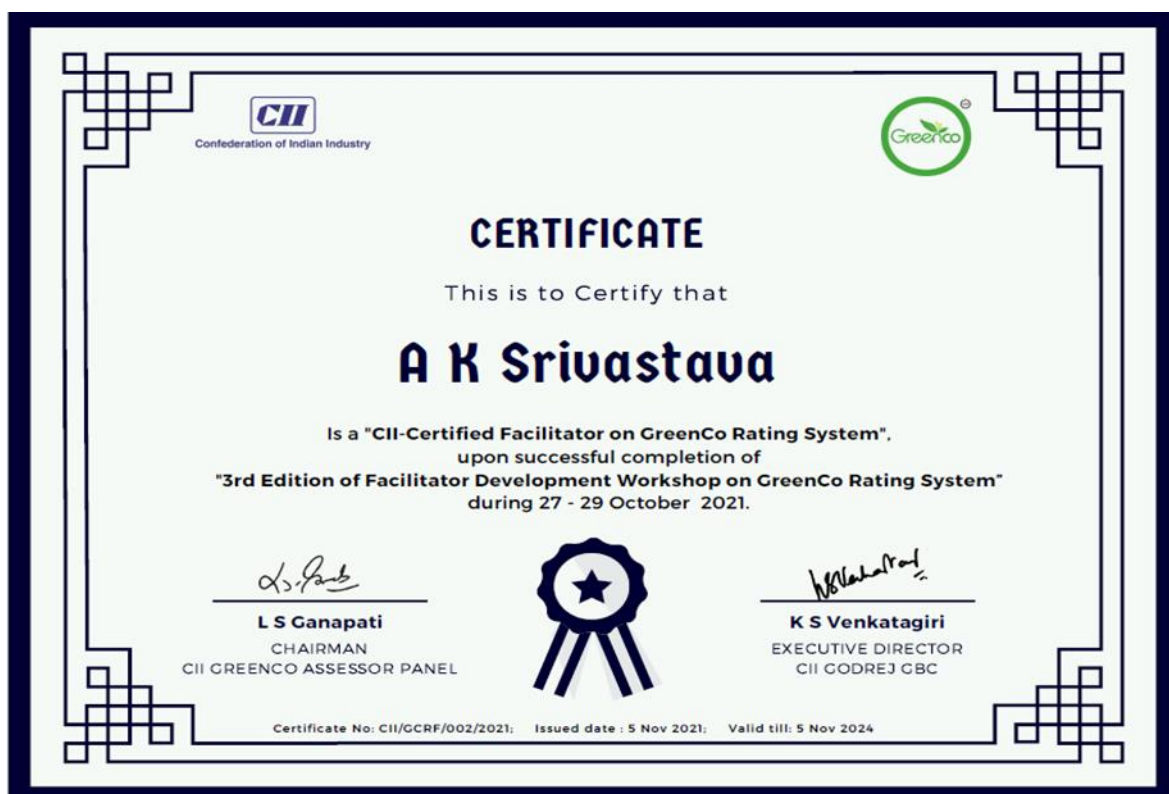 CII
Confederation of Indian Industry
GreenCo
CERTIFICATE
This is to Certify that
A K Srivastava
Is a "CII-Certified Facilitator on GreenCo Rating System",
upon successful completion of
"3rd Edition of Facilitator Development Workshop on GreenCo Rating System"
during 27 - 29 October 2021.
L S Ganapati
CHAIRMAN
CII GREENCO ASSESSOR PANEL
K S Venkatagiri
EXECUTIVE DIRECTOR
CII GODREJ GBC
Certificate No: CII/GCRF/002/2021; Issued date : 5 Nov 2021; Valid till: 5 Nov 2024